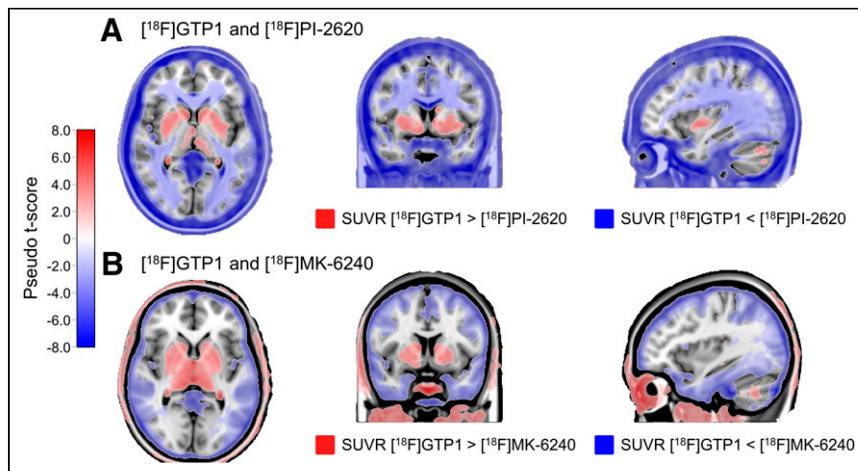 A [¹⁸F]GTP1 and [¹⁸F]PI-2620
8.0
6.0
4.0
2.0
0
-2.0
-4.0
-6.0
-8.0
Pseudo t-score
SUVR [¹⁸F]GTP1 > [¹⁸F]PI-2620
SUVR [¹⁸F]GTP1 < [¹⁸F]PI-2620
B [¹⁸F]GTP1 and [¹⁸F]MK-6240
SUVR [¹⁸F]GTP1 > [¹⁸F]MK-6240
SUVR [¹⁸F]GTP1 < [¹⁸F]MK-6240